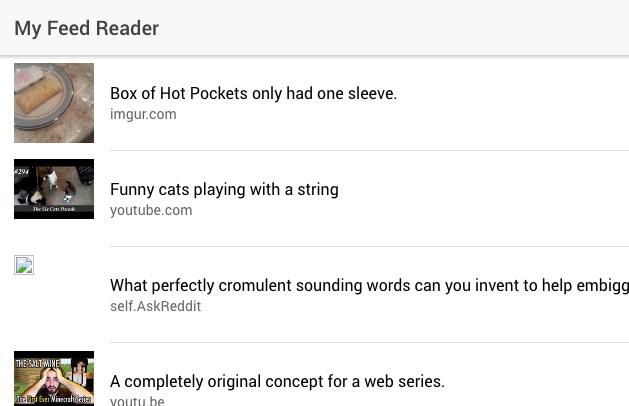 My Feed Reader
Box of Hot Pockets only had one sleeve.
imgur.com
#294
Funny cats playing with a string
The Six Cats Parade
youtube.com
What perfectly cromulent sounding words can you invent to help embigg
self.AskReddit
THE SALT MINE
A completely original concept for a web series.
The First Ever Minecraft Series
youtu.be